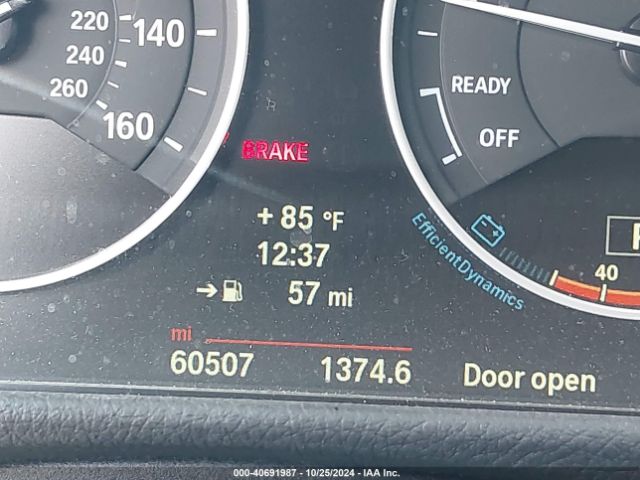 220
140
240
260
160
READY
OFF
BRAKE
+ 85 °F
12:37
→ 57 mi
mi
60507 1374.6
EfficientDynamics
40
Door open
000-40691987 - 10/25/2024 - IAA Inc.